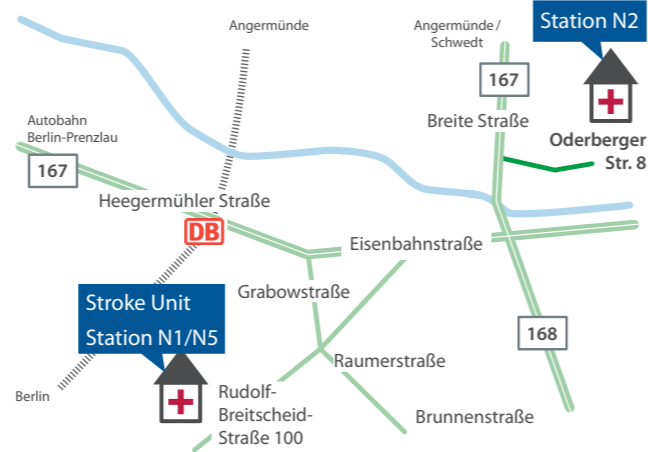 Angermünde
Angermünde /
Schwedt
Station N2
167
Breite Straße
Oderberger
Str. 8
Autobahn
Berlin-Prenzlau
167
Heegermühler Straße
DB
Eisenbahnstraße
Grabowstraße
Stroke Unit
Station N1/N5
168
Raumerstraße
Berlin
Rudolf-
Breitscheid-
Straße 100
Brunnenstraße